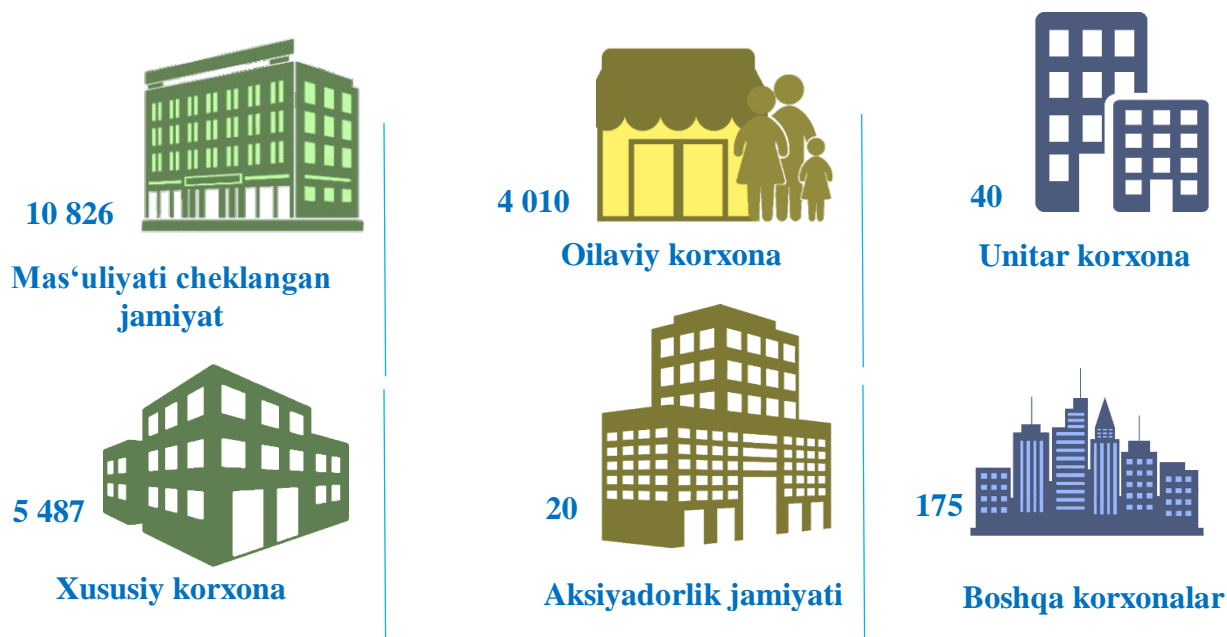 10 826
Mas‘uliyati cheklangan
jamiyat
4 010
Oilaviy korxona
40
Unitar korxona
5 487
Xususiy korxona
20
Aksiyadorlik jamiyati
175
Boshqa korxonalar